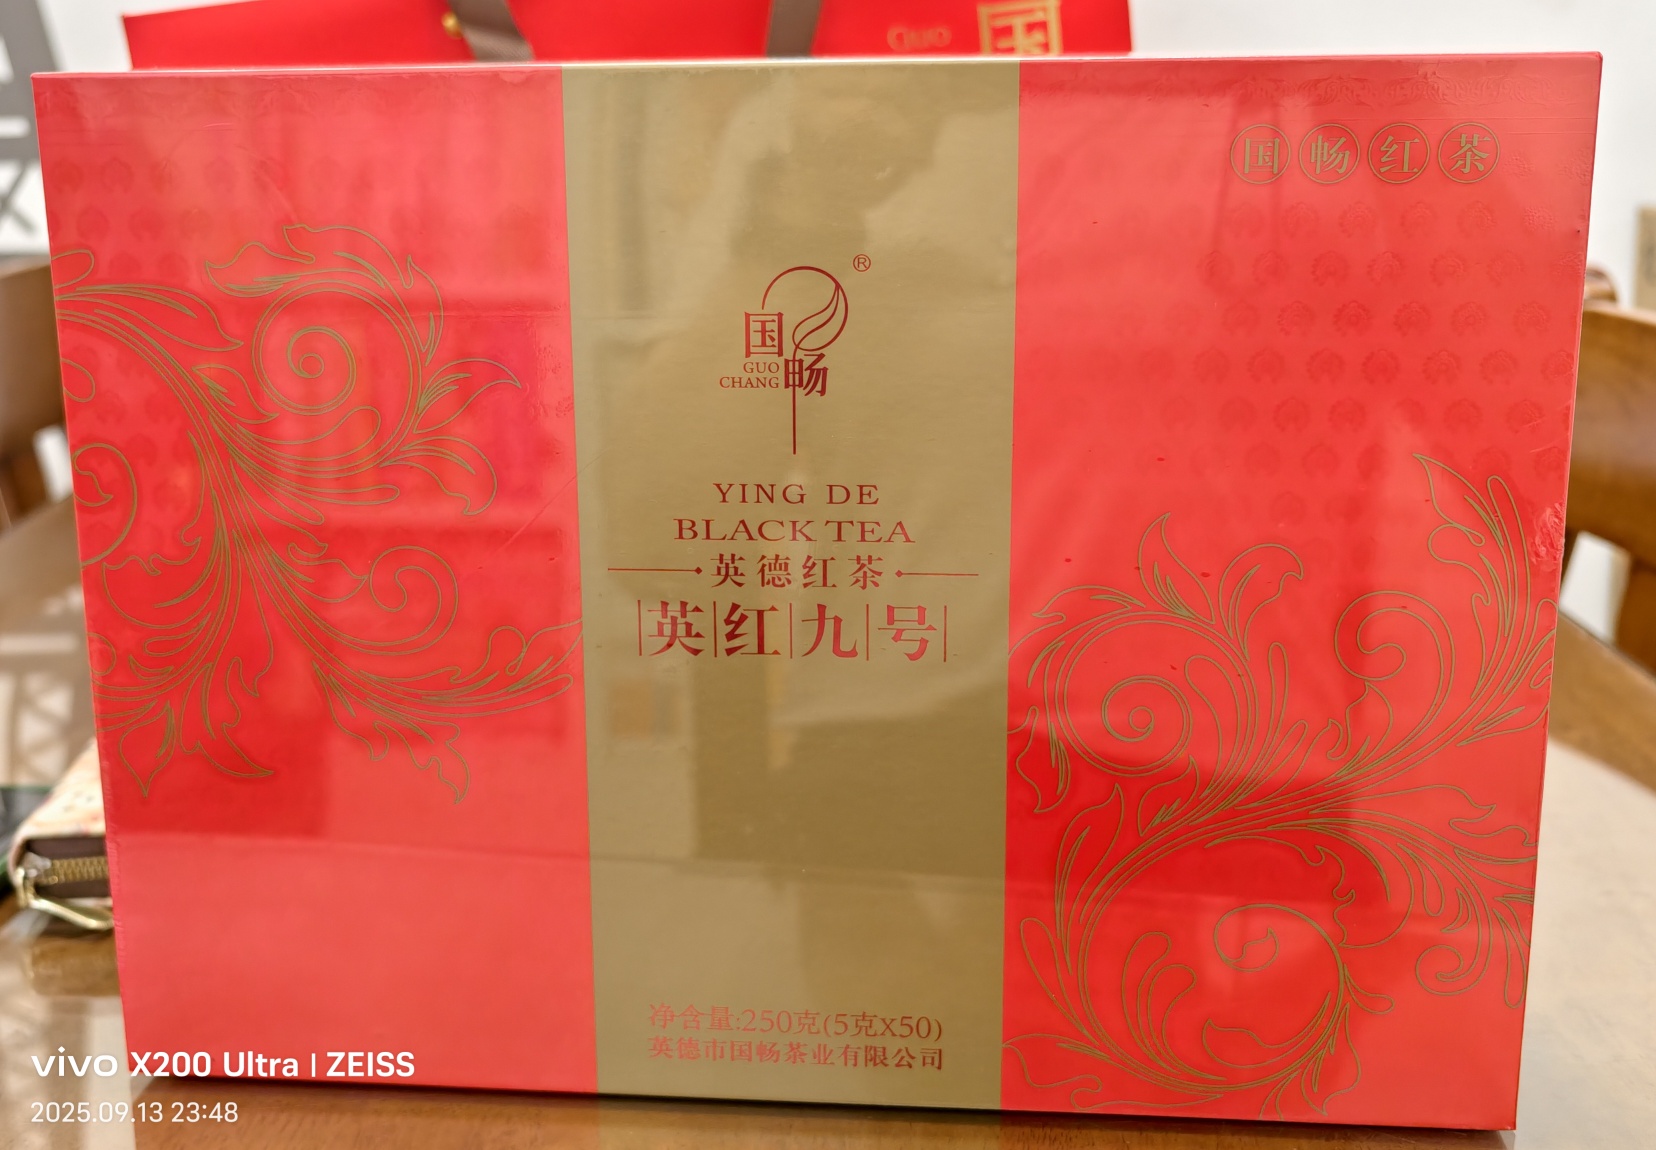 Guo
国
国畅红茶
®
国
GUO
CHANG
畅
YING DE
BLACK TEA
英德红茶
英红九号
净含量:250克(5克X50)
英德市国畅茶业有限公司
vivo X200 Ultra | ZEISS
2025.09.13 23:48